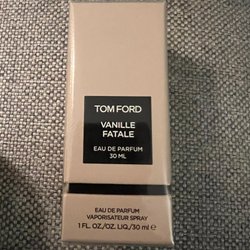 TOM FORD
VANILLE
FATALE
EAU DE PARFUM
30 ML
EAU DE PARFUM
VAPORISATEUR SPRAY
1 FL.OZ./OZ. LIQ./30 ml ℮